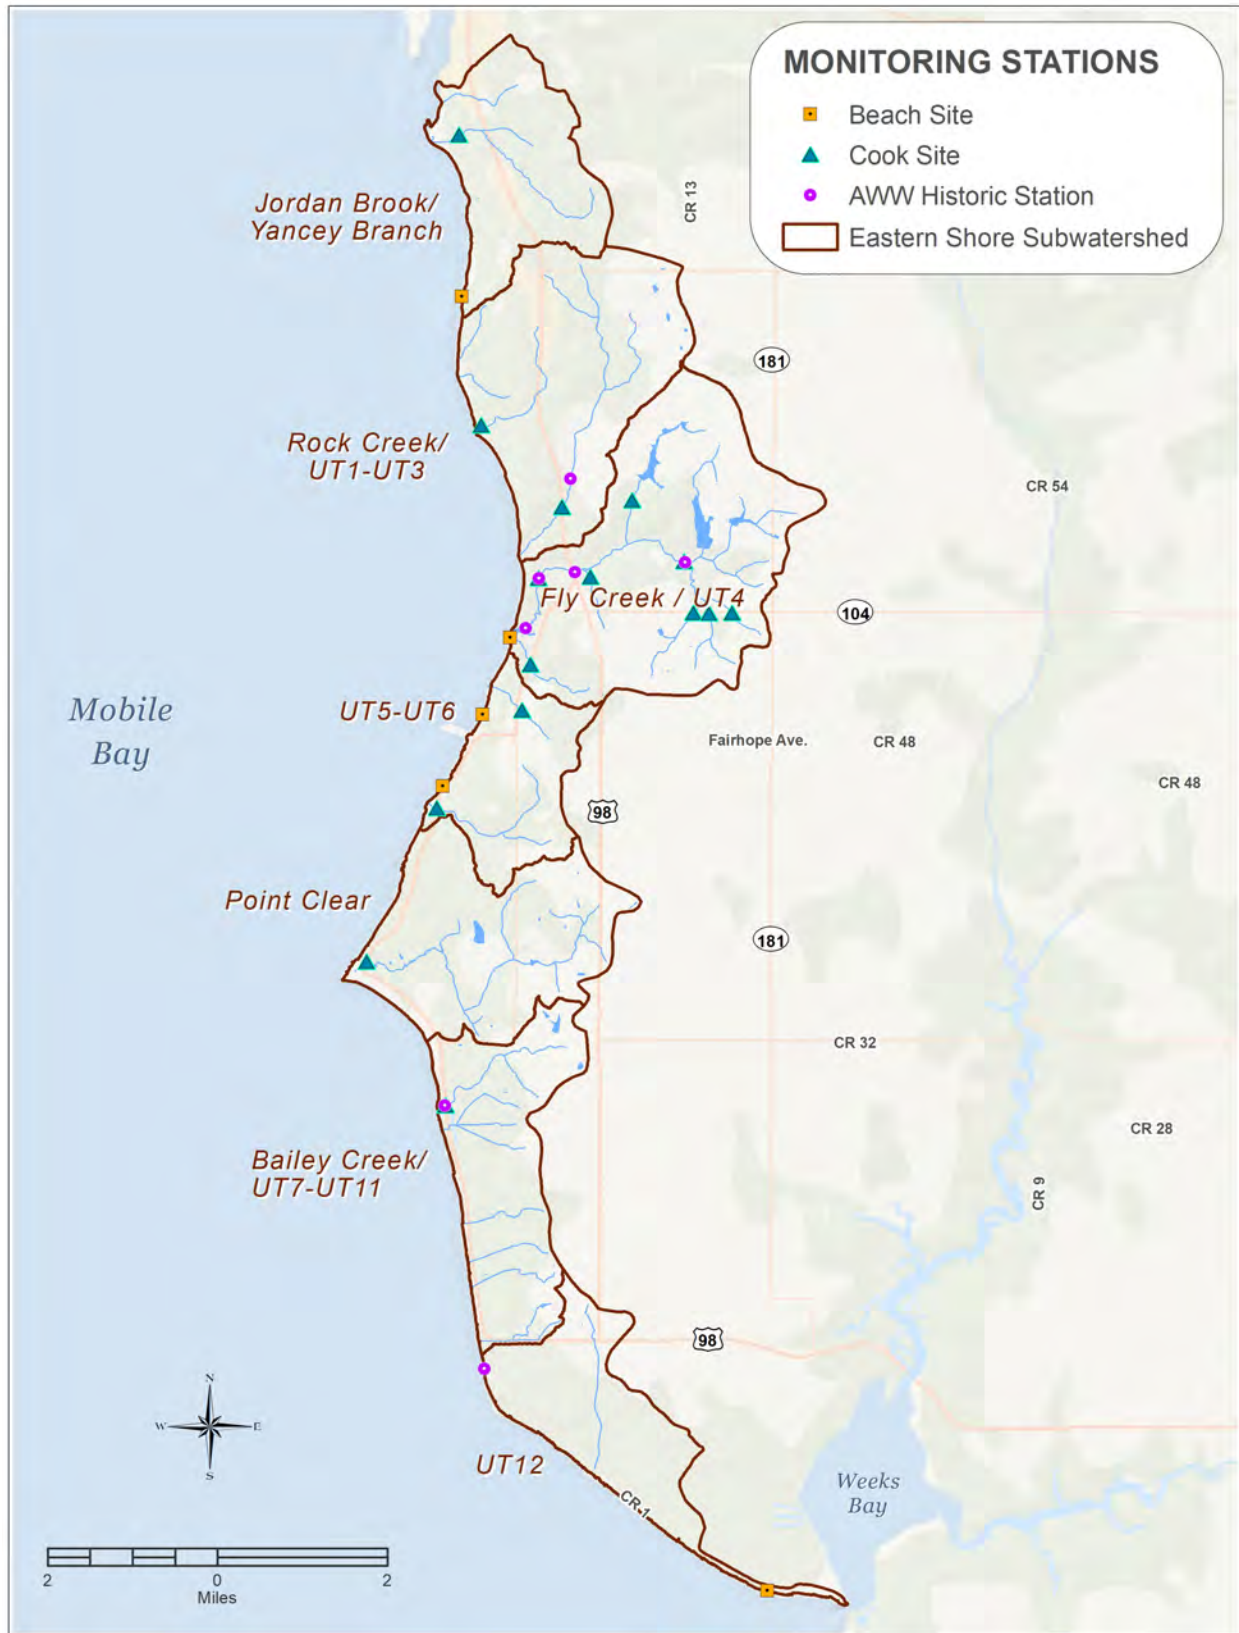 MONITORING STATIONS
Beach Site
Cook Site
AWW Historic Station
Eastern Shore Subwatershed
CR 13
Jordan Brook/
Yancey Branch
181
Rock Creek/
UT1-UT3
CR 54
Fly Creek / UT4
104
Mobile
Bay
UT5-UT6
Fairhope Ave.
CR 48
CR 48
98
Point Clear
181
CR 32
CR 28
Bailey Creek/
UT7-UT11
CR 9
98
N
W
E
S
UT12
Weeks
Bay
CR 1
2
0
2
Miles